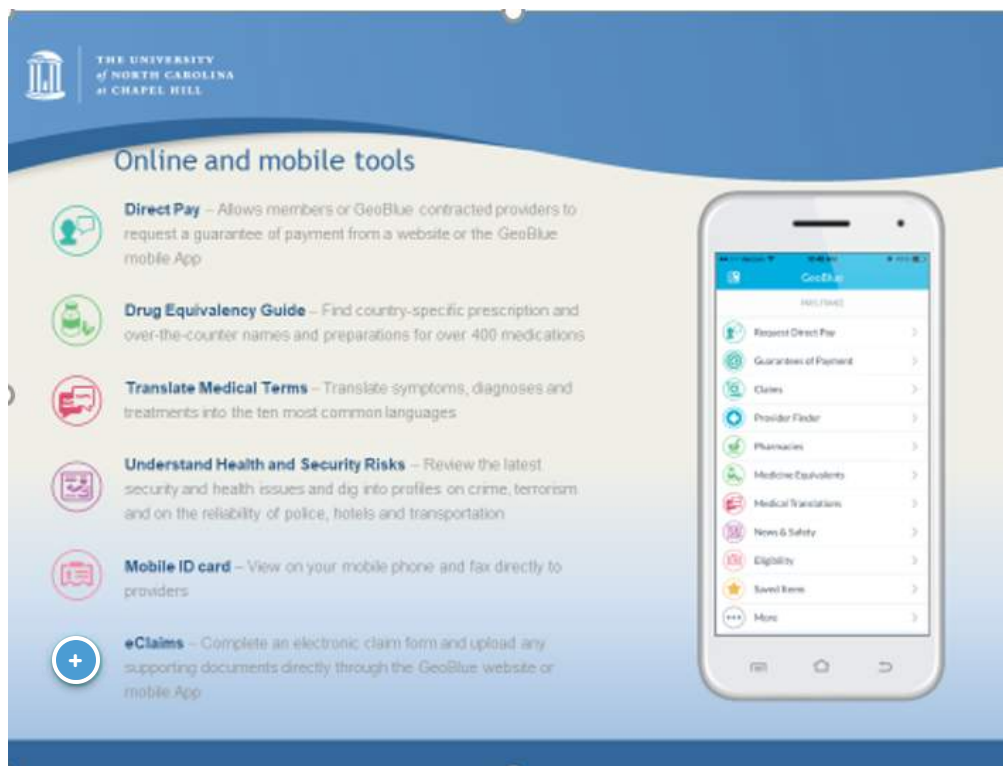 THE UNIVERSITY
of NORTH CAROLINA
at CHAPEL HILL
Online and mobile tools
Direct Pay – Allows members or GeoBlue contracted providers to
request a guarantee of payment from a website or the GeoBlue
mobile App
Drug Equivalency Guide – Find country-specific prescription and
over-the-counter names and preparations for over 400 medications
Translate Medical Terms – Translate symptoms, diagnoses and
treatments into the ten most common languages
Understand Health and Security Risks – Review the latest
security and health issues and dig into profiles on crime, terrorism
and on the reliability of police, hotels and transportation
Mobile ID card – View on your mobile phone and fax directly to
providers
eClaims – Complete an electronic claim form and upload any
supporting documents directly through the GeoBlue website or
mobile App
GeoBlue
Request Direct Pay
Guarantees of Payment
Claims
Provider Finder
Pharmacies
Medicine Equivalents
Medical Translations
News & Safety
Eligibility
Saved Items
More